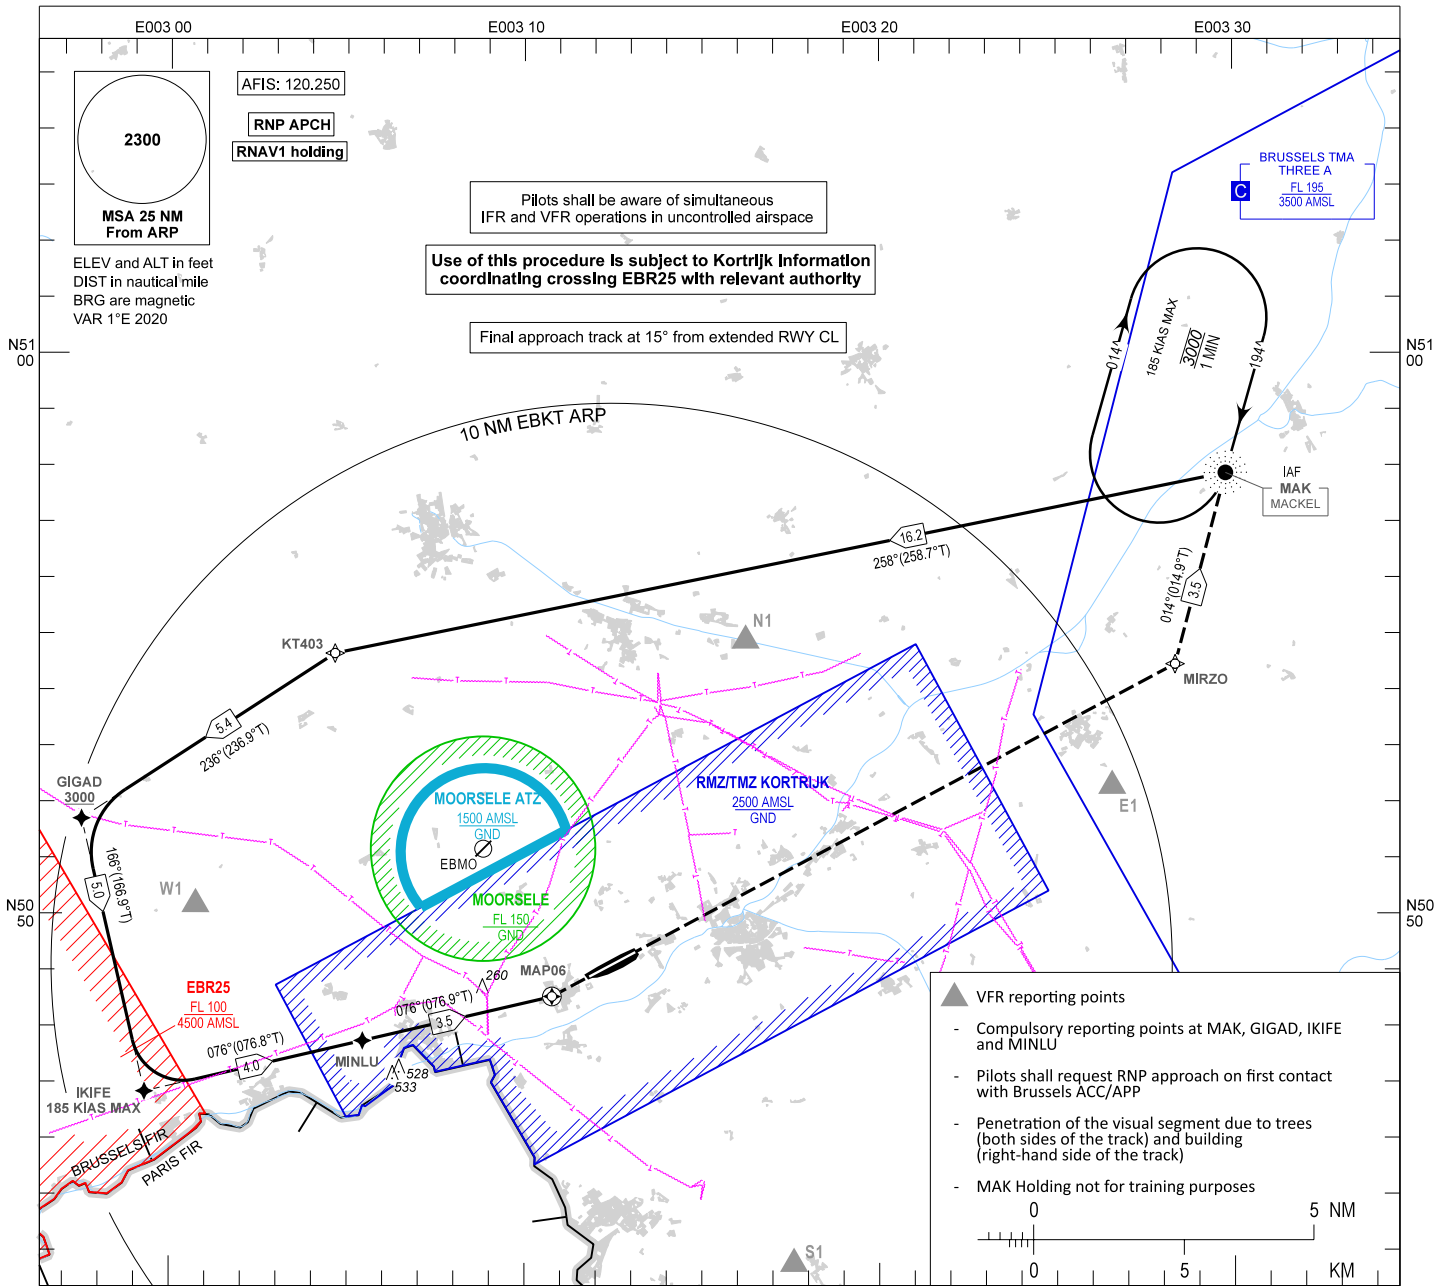 E003 00
E003 10
E003 20
E003 30
2300
MSA 25 NM
From ARP
AFIS: 120.250
RNP APCH
RNAV1 holding
ELEV and ALT in feet
DIST in nautical mile
BRG are magnetic
VAR 1°E 2020
Pilots shall be aware of simultaneous
IFR and VFR operations in uncontrolled airspace
Use of this procedure is subject to Kortrijk Information
coordinating crossing EBR25 with relevant authority
Final approach track at 15° from extended RWY CL
BRUSSELS TMA
THREE A
C
FL 195
3500 AMSL
N51
00
N51
00
185 KIAS MAX
3000
1 MIN
014°
194°
10 NM EBKT ARP
IAF
MAK
MACKEL
16.2
258°(258.7°T)
014°(014.9°T)
3.5
N1
KT403
MIRZO
5.4
236°(236.9°T)
GIGAD
3000
MOORSELE ATZ
1500 AMSL
GND
EBMO
RMZ/TMZ KORTRIJK
2500 AMSL
GND
E1
166°(166.9°T)
5.0
W1
N50
50
N50
50
MOORSELE
FL 150
GND
MAP06
260
EBR25
FL 100
4500 AMSL
076°(076.9°T)
3.5
076°(076.8°T)
4.0
MINLU
528
533
IKIFE
185 KIAS MAX
BRUSSELS FIR
PARIS FIR
S1
VFR reporting points
- Compulsory reporting points at MAK, GIGAD, IKIFE
and MINLU
- Pilots shall request RNP approach on first contact
with Brussels ACC/APP
- Penetration of the visual segment due to trees
(both sides of the track) and building
(right-hand side of the track)
- MAK Holding not for training purposes
0 5 NM
0 5 KM